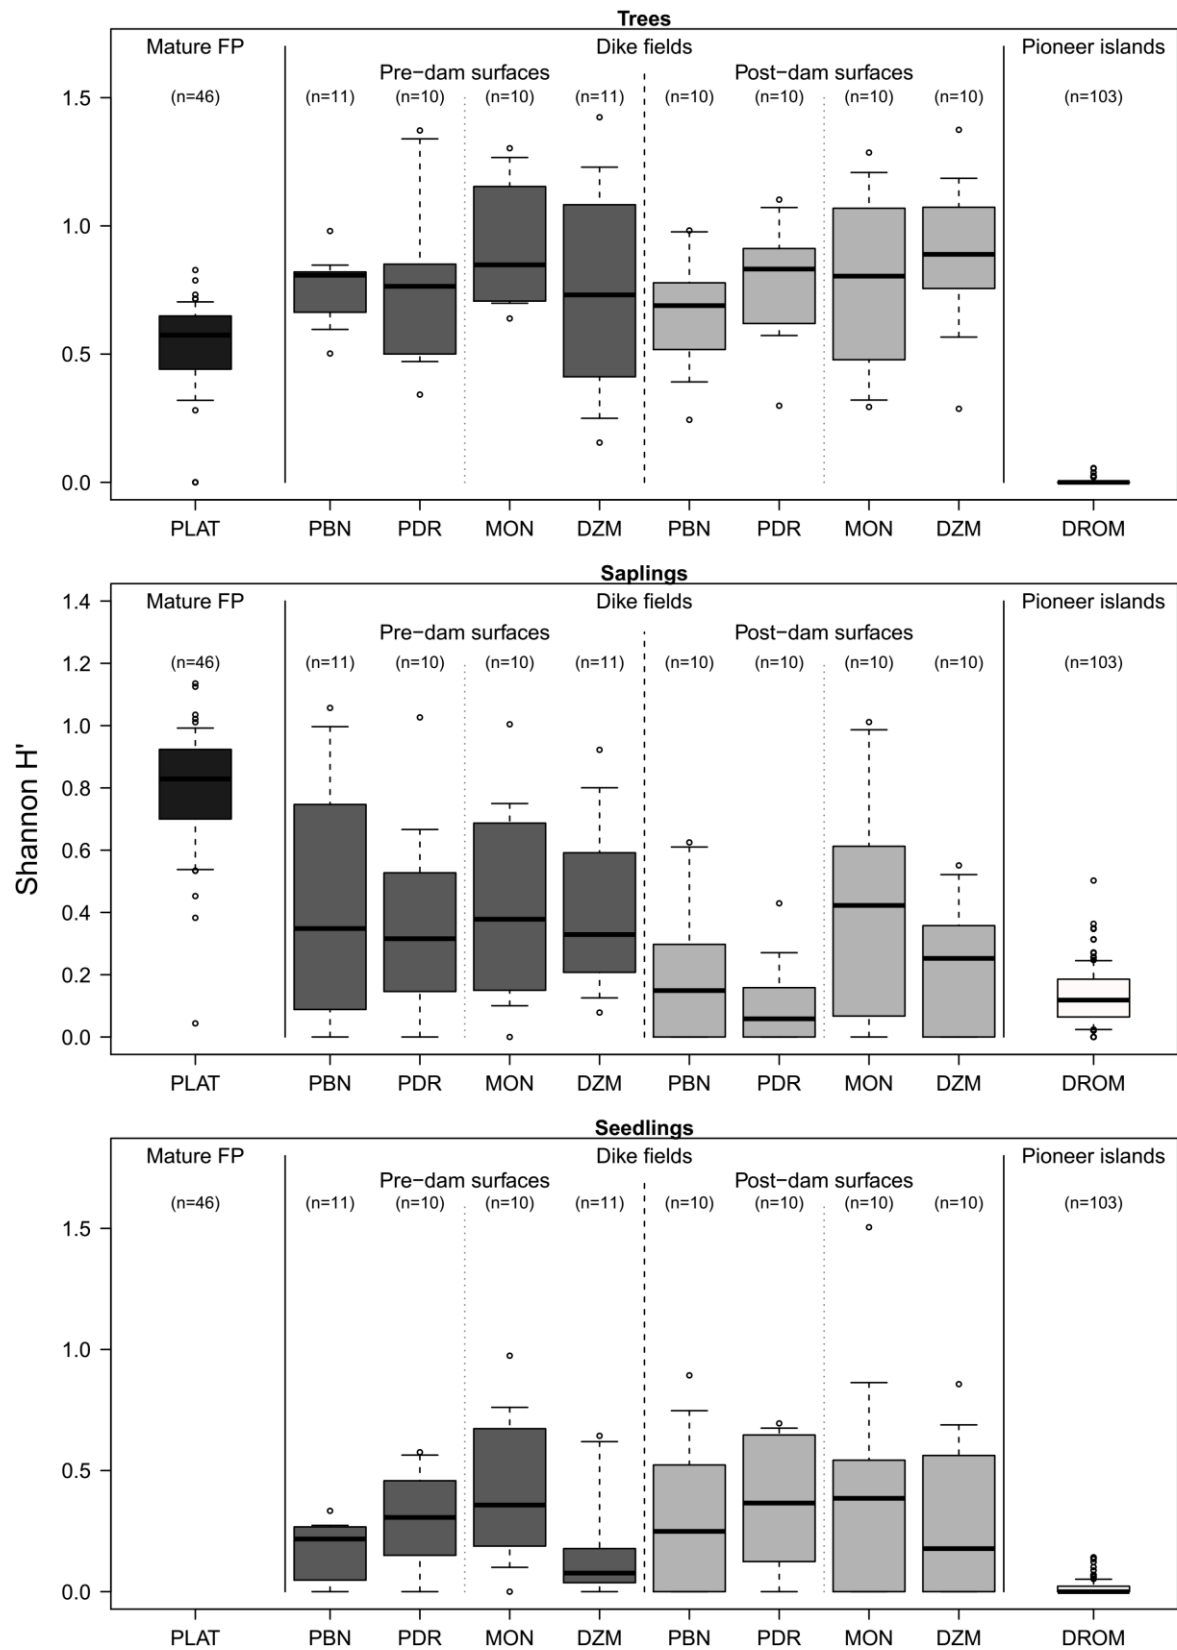 Trees
Mature FP Dike fields Pioneer islands
Pre-dam surfaces Post-dam surfaces
(n=46) (n=11) (n=10) (n=10) (n=11) (n=10) (n=10) (n=10) (n=10) (n=103)
1.5
1.0
0.5
0.0
PLAT PBN PDR MON DZM PBN PDR MON DZM DROM
Saplings
Mature FP Dike fields Pioneer islands
Pre-dam surfaces Post-dam surfaces
(n=46) (n=11) (n=10) (n=10) (n=11) (n=10) (n=10) (n=10) (n=10) (n=103)
1.4
1.2
1.0
0.8
0.6
0.4
0.2
0.0
Shannon H'
PLAT PBN PDR MON DZM PBN PDR MON DZM DROM
Seedlings
Mature FP Dike fields Pioneer islands
Pre-dam surfaces Post-dam surfaces
(n=46) (n=11) (n=10) (n=10) (n=11) (n=10) (n=10) (n=10) (n=10) (n=103)
1.5
1.0
0.5
0.0
PLAT PBN PDR MON DZM PBN PDR MON DZM DROM